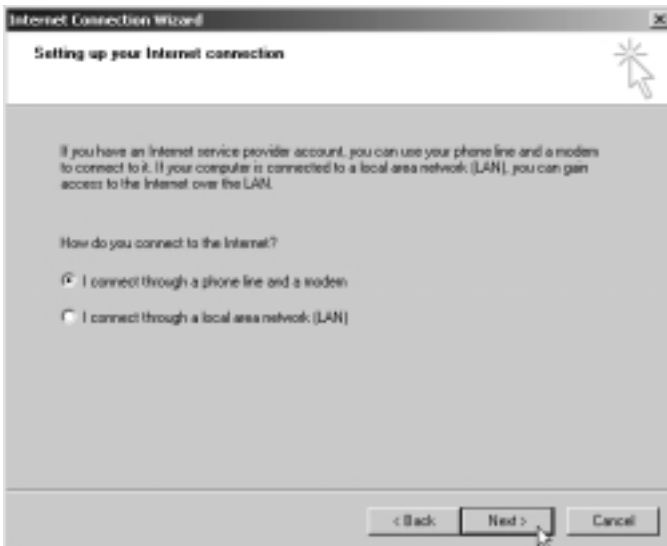 Internet Connection Wizard
Setting up your Internet connection
If you have an Internet service provider account, you can use your phone line and a modem
to connect to it. If your computer is connected to a local area network (LAN), you can gain
access to the Internet over the LAN.
How do you connect to the Internet?
I connect through a phone line and a modem
I connect through a local area network (LAN)
< Back Next > Cancel